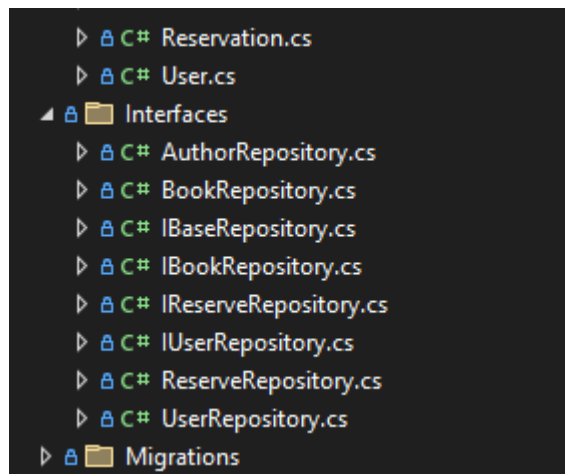 C# Reservation.cs
C# User.cs
Interfaces
C# AuthorRepository.cs
C# BookRepository.cs
C# IBaseRepository.cs
C# IBookRepository.cs
C# IReserveRepository.cs
C# IUserRepository.cs
C# ReserveRepository.cs
C# UserRepository.cs
Migrations